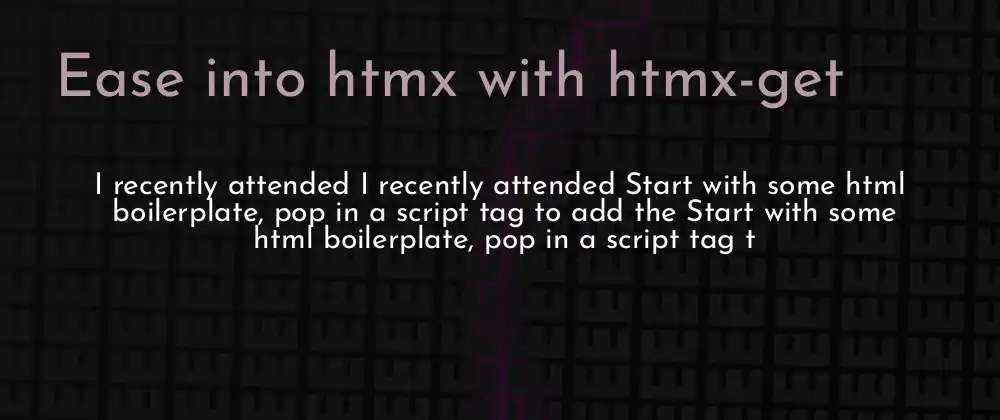 Ease into htmx with htmx-get
I recently attended I recently attended Start with some html
boilerplate, pop in a script tag to add the Start with some
html boilerplate, pop in a script tag t